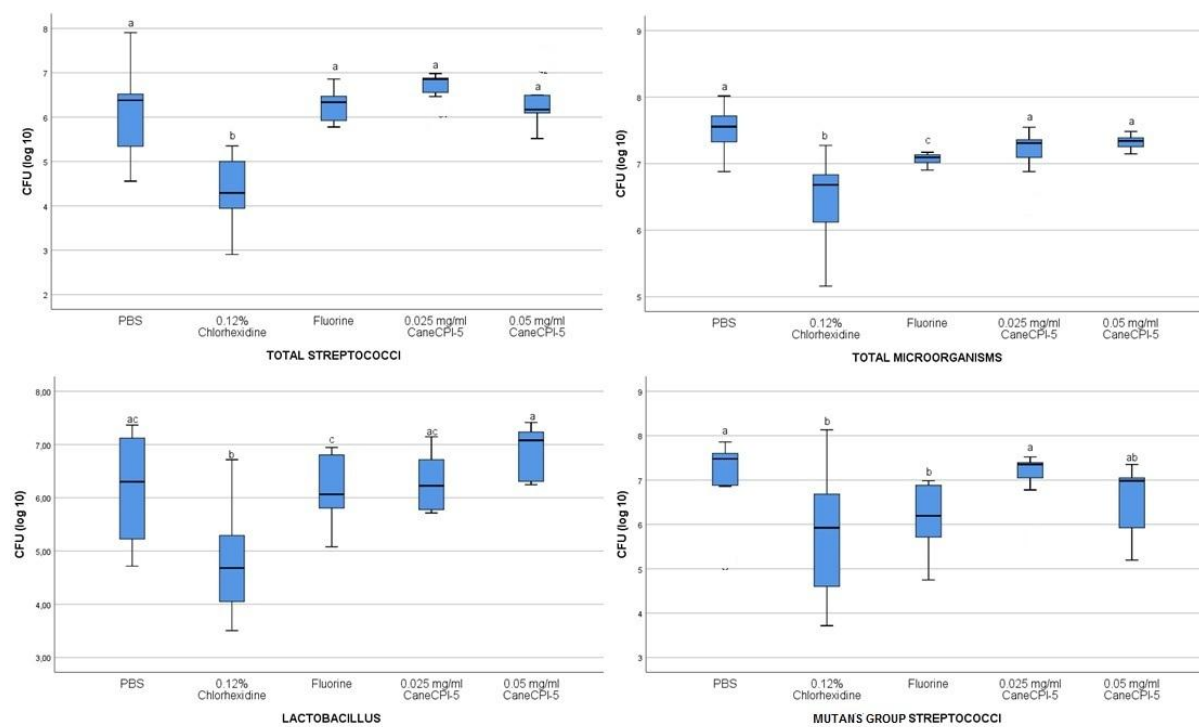 a
a
a
a
b
8
7
6
5
4
3
2
CFU (log 10)
PBS
0.12%
Chlorhexidine
Fluorine
0.025 mg/ml
CaneCPI-5
0.05 mg/ml
CaneCPI-5
TOTAL STREPTOCOCCI
a
b
c
a
a
9
8
7
6
5
CFU (log 10)
PBS
0.12%
Chlorhexidine
Fluorine
0.025 mg/ml
CaneCPI-5
0.05 mg/ml
CaneCPI-5
TOTAL MICROORGANISMS
ac
b
c
ac
a
8,00
7,00
6,00
5,00
4,00
3,00
CFU (log 10)
PBS
0.12%
Chlorhexidine
Fluorine
0.025 mg/ml
CaneCPI-5
0.05 mg/ml
CaneCPI-5
LACTOBACILLUS
a
b
b
a
ab
9
8
7
6
5
4
3
CFU (log 10)
PBS
0.12%
Chlorhexidine
Fluorine
0.025 mg/ml
CaneCPI-5
0.05 mg/ml
CaneCPI-5
MUTANS GROUP STREPTOCOCCI